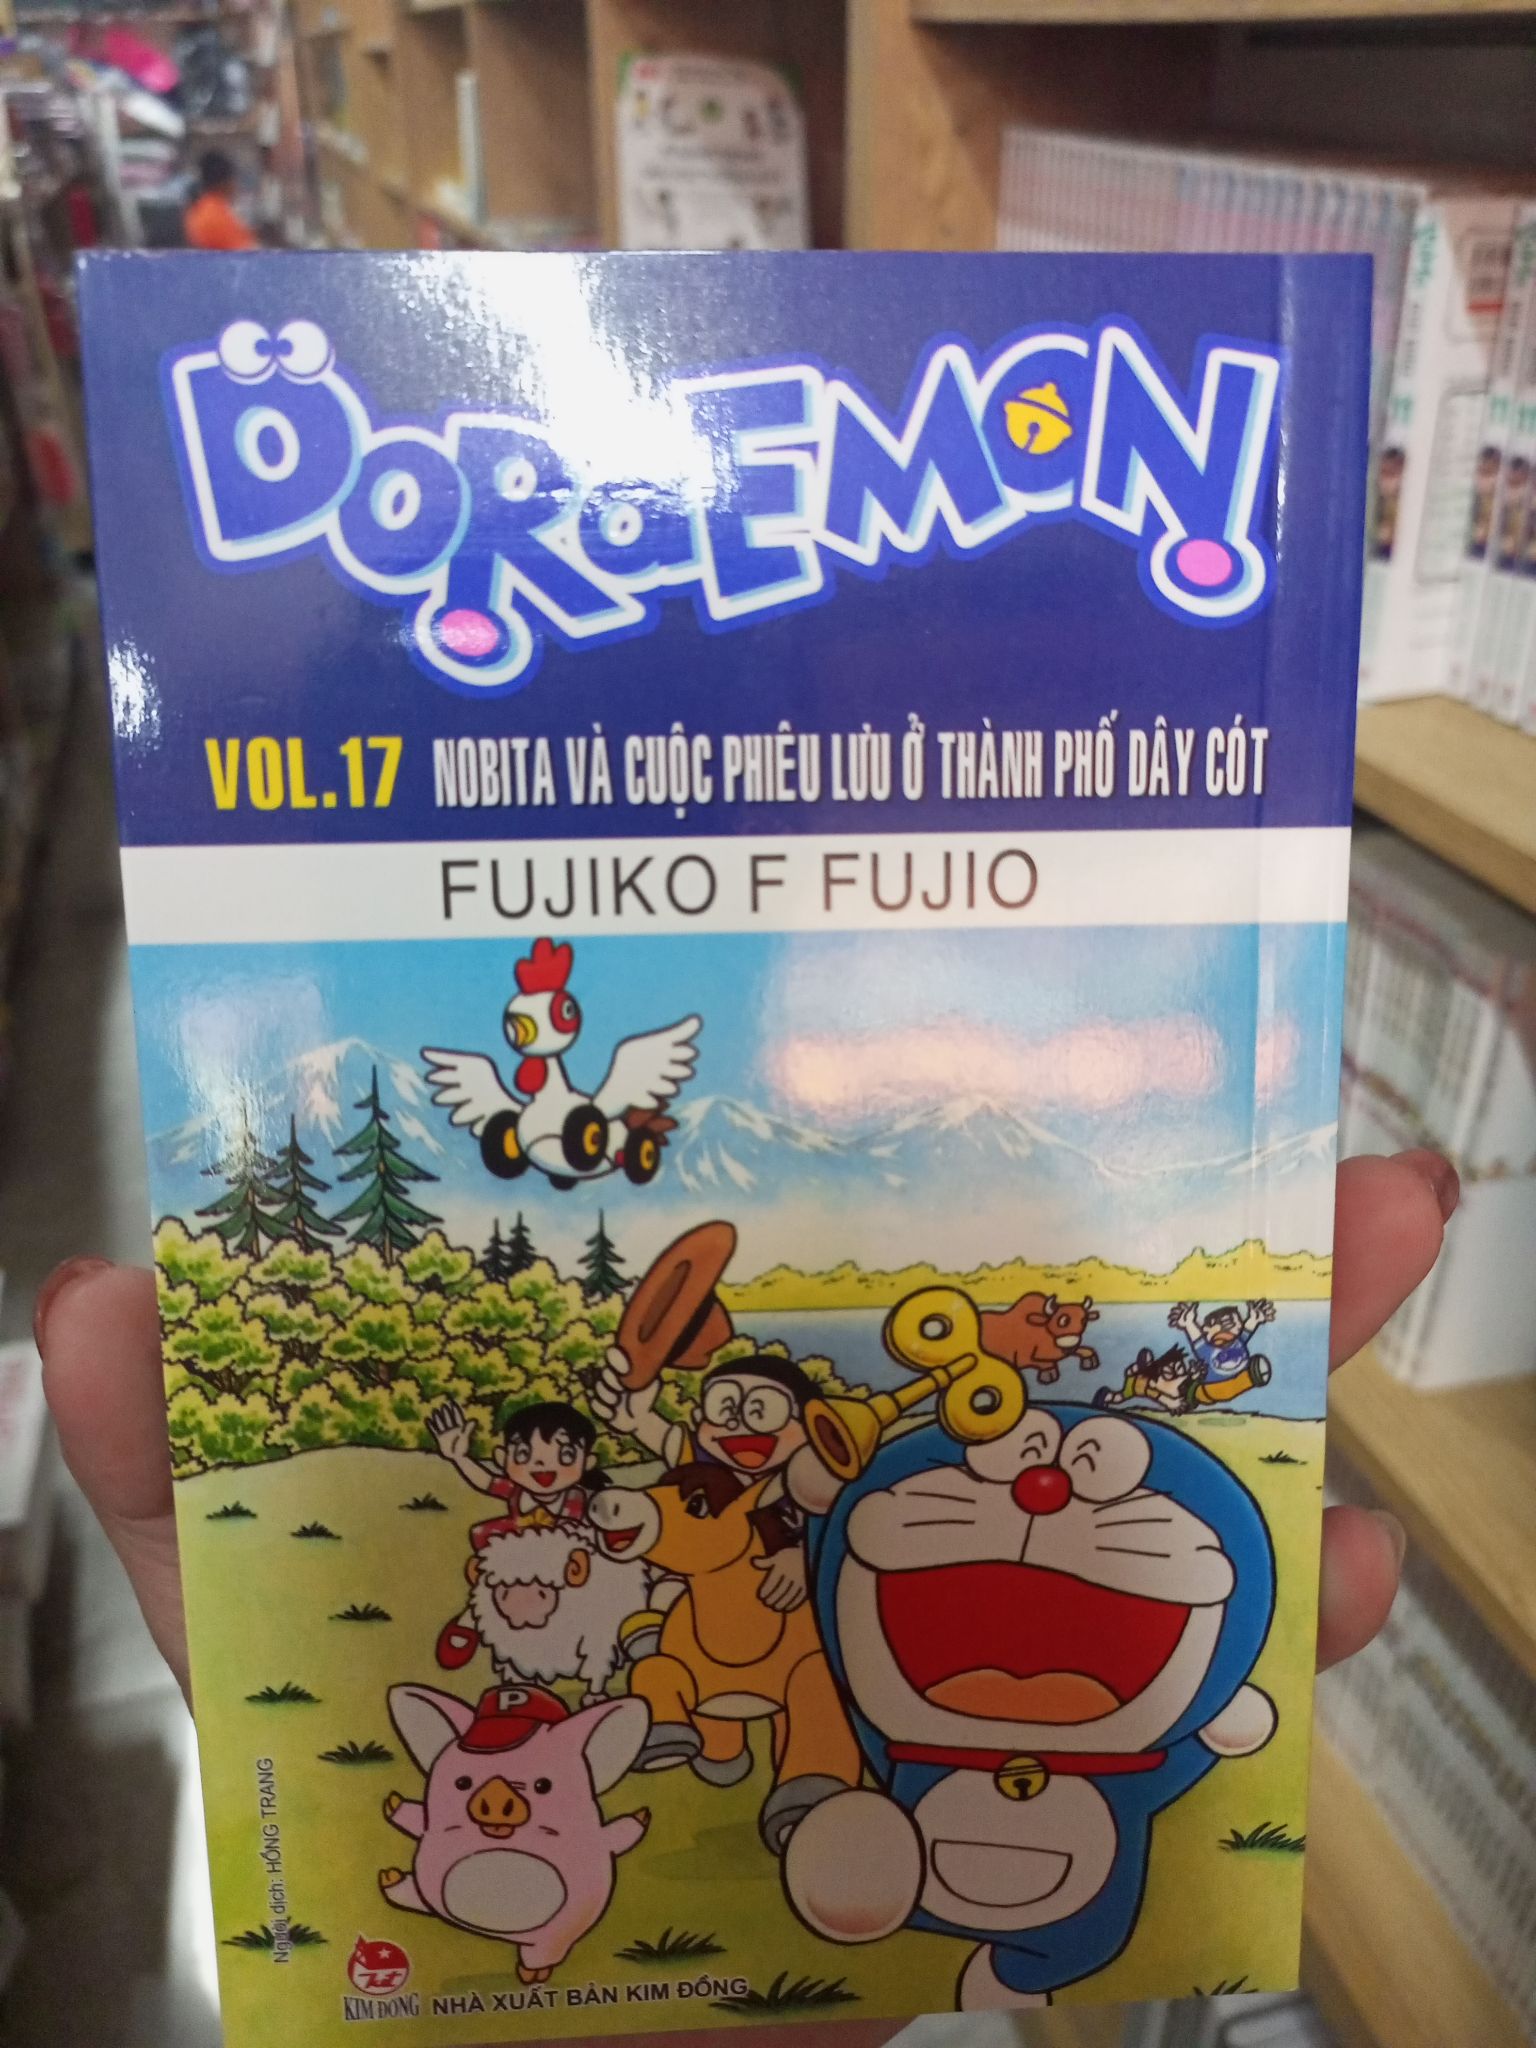 DORAEMON
VOL.17 NOBITA VÀ CUỘC PHIÊU LƯU Ở THÀNH PHỐ DÂY CÓT
FUJIKO F FUJIO
P
Người dịch: HỒNG TRANG
KIM ĐỒNG NHÀ XUẤT BẢN KIM ĐỒNG